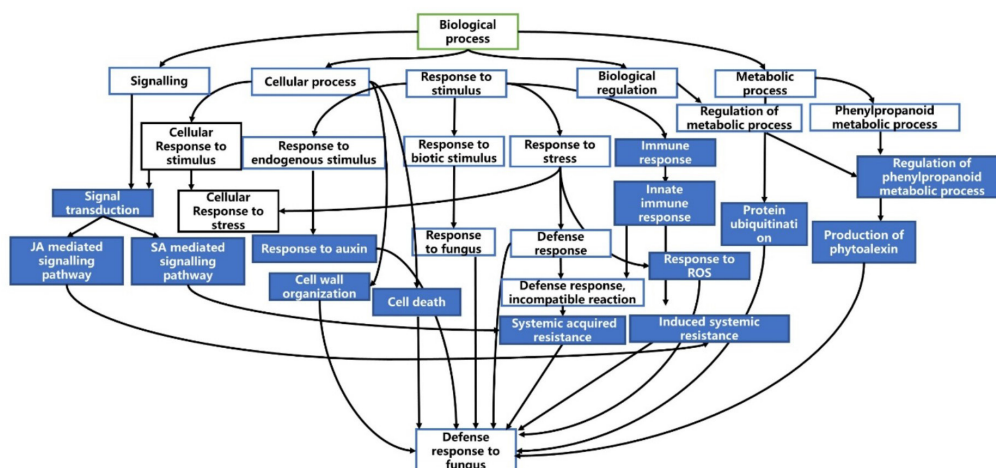 Biological
process
Signalling
Cellular process
Response to
stimulus
Biological
regulation
Metabolic
process
Regulation of
metabolic process
Phenylpropanoid
metabolic process
Cellular
Response to
stimulus
Response to
endogenous stimulus
Response to
biotic stimulus
Response
to stress
Immune
response
Regulation of
phenylpropanoid
metabolic process
Signal
transduction
Cellular
Response to
stress
Innate
immune
response
Protein
ubiquitinati
on
JA mediated
signalling
pathway
SA mediated
signalling
pathway
Response to auxin
Response
to fungus
Defense
response
Production of
phytoalexin
Response to
ROS
Cell wall
organization
Cell death
Defense response,
incompatible reaction
Systemic acquired
resistance
Induced systemic
resistance
Defense
response to
fungus